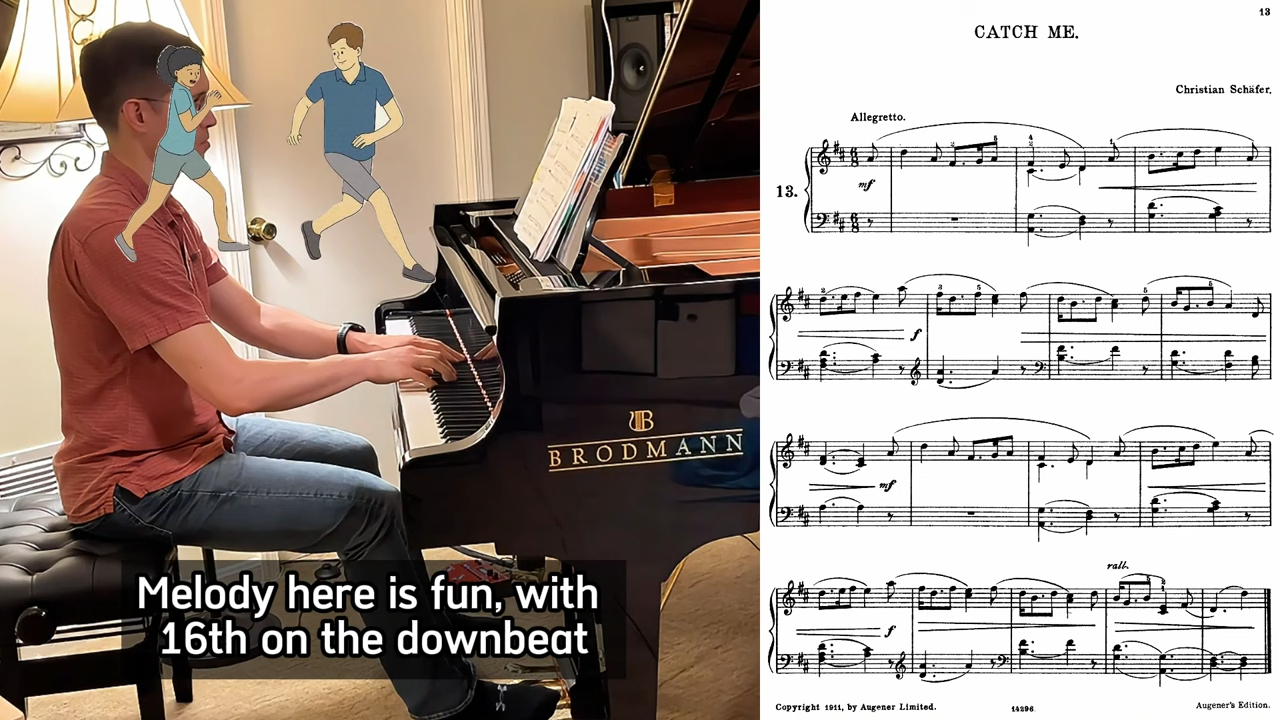 13
CATCH ME.
Christian Schäfer.
Allegretto.
13.
mf
f
mf
rall.
f
Copyright 1911, by Augener Limited.
14296
Augener's Edition.
B
BRODMANN
Melody here is fun, with
16th on the downbeat